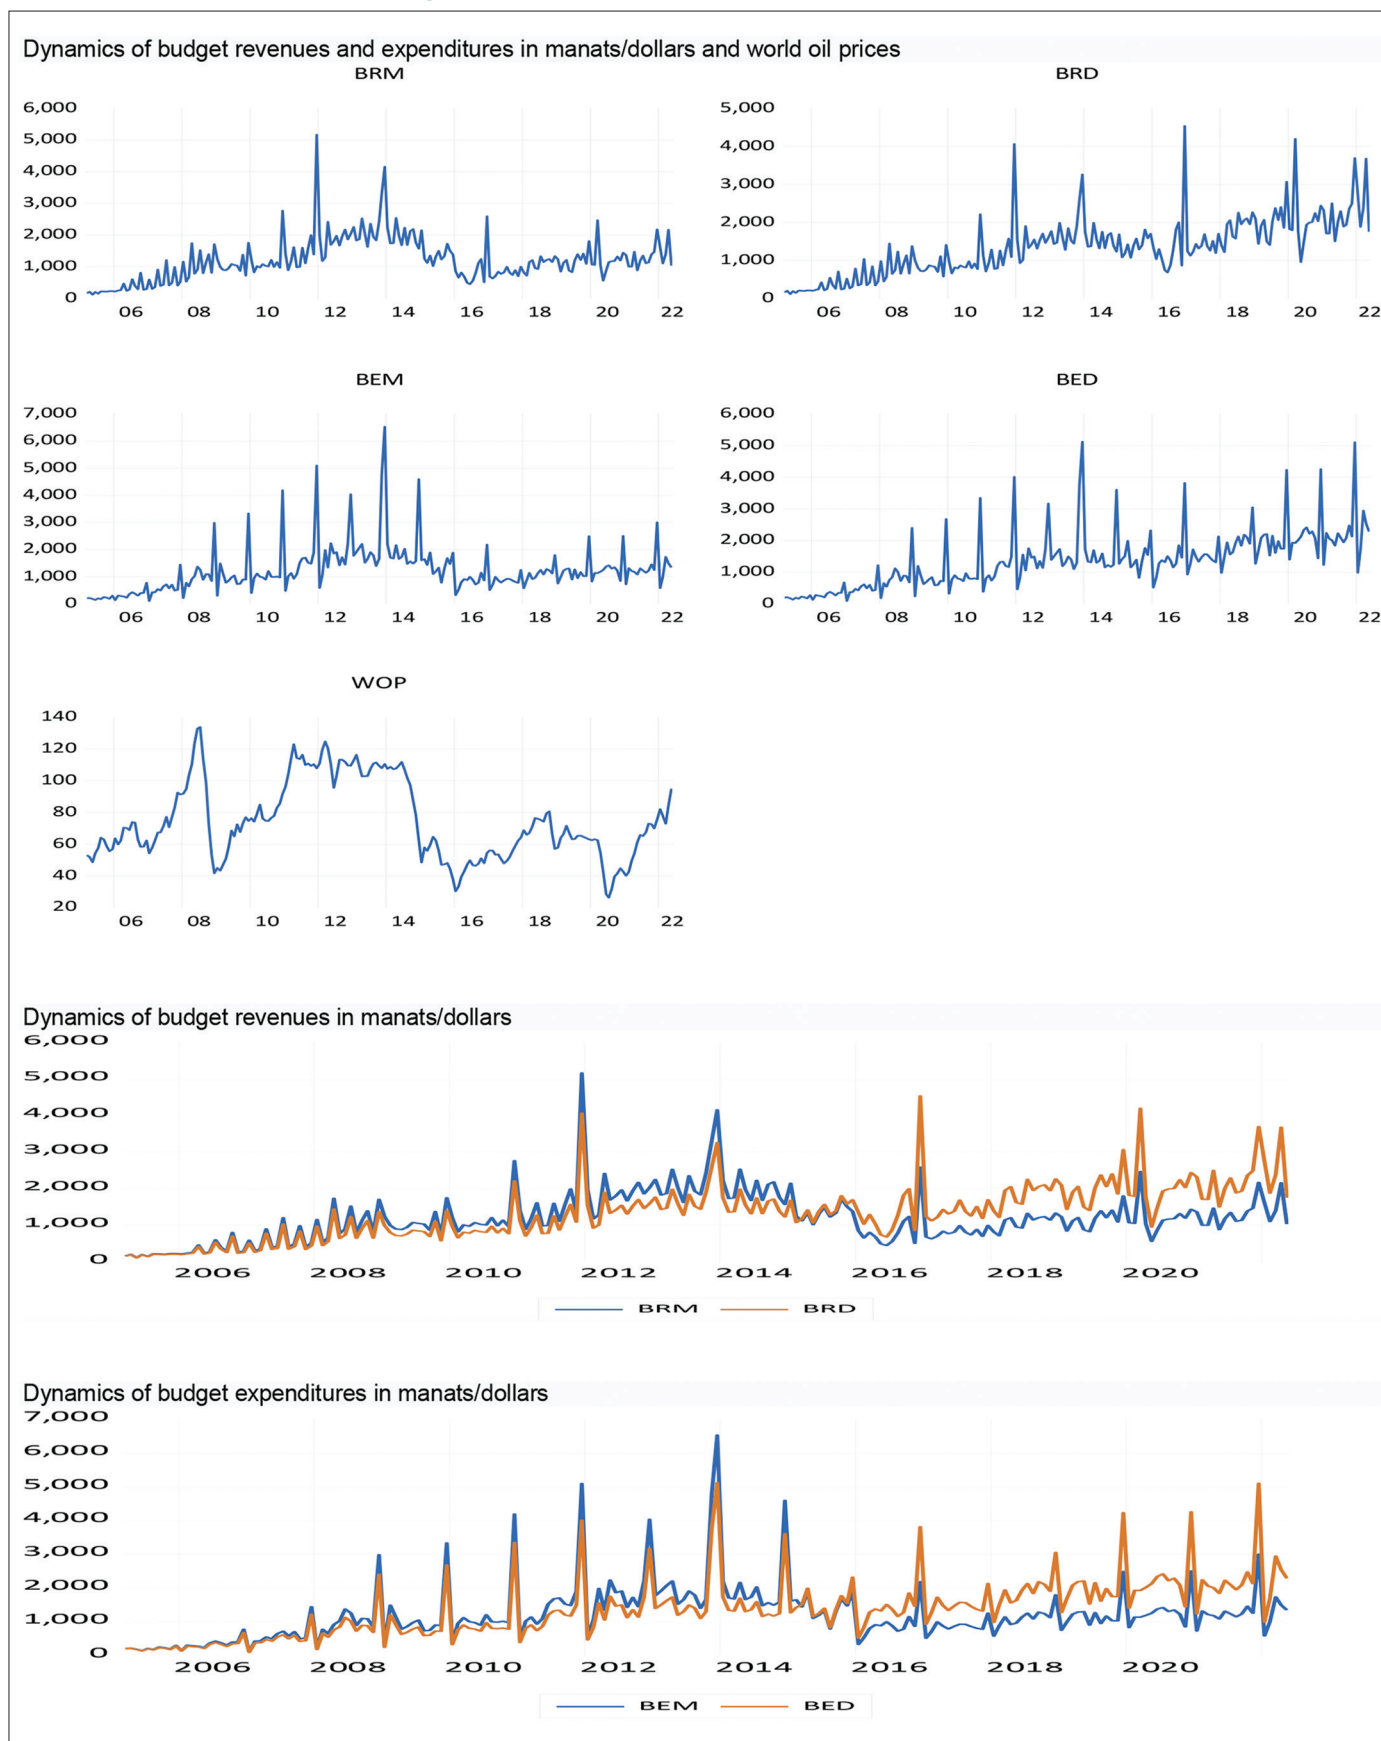 Dynamics of budget revenues and expenditures in manats/dollars and world oil prices
BRM
6,000
5,000
4,000
3,000
2,000
1,000
0
06 08 10 12 14 16 18 20 22
BRD
5,000
4,000
3,000
2,000
1,000
0
06 08 10 12 14 16 18 20 22
BEM
7,000
6,000
5,000
4,000
3,000
2,000
1,000
0
06 08 10 12 14 16 18 20 22
BED
6,000
5,000
4,000
3,000
2,000
1,000
0
06 08 10 12 14 16 18 20 22
WOP
140
120
100
80
60
40
20
06 08 10 12 14 16 18 20 22
Dynamics of budget revenues in manats/dollars
6,000
5,000
4,000
3,000
2,000
1,000
0
2006 2008 2010 2012 2014 2016 2018 2020
BRM BRD
Dynamics of budget expenditures in manats/dollars
7,000
6,000
5,000
4,000
3,000
2,000
1,000
0
2006 2008 2010 2012 2014 2016 2018 2020
BEM BED